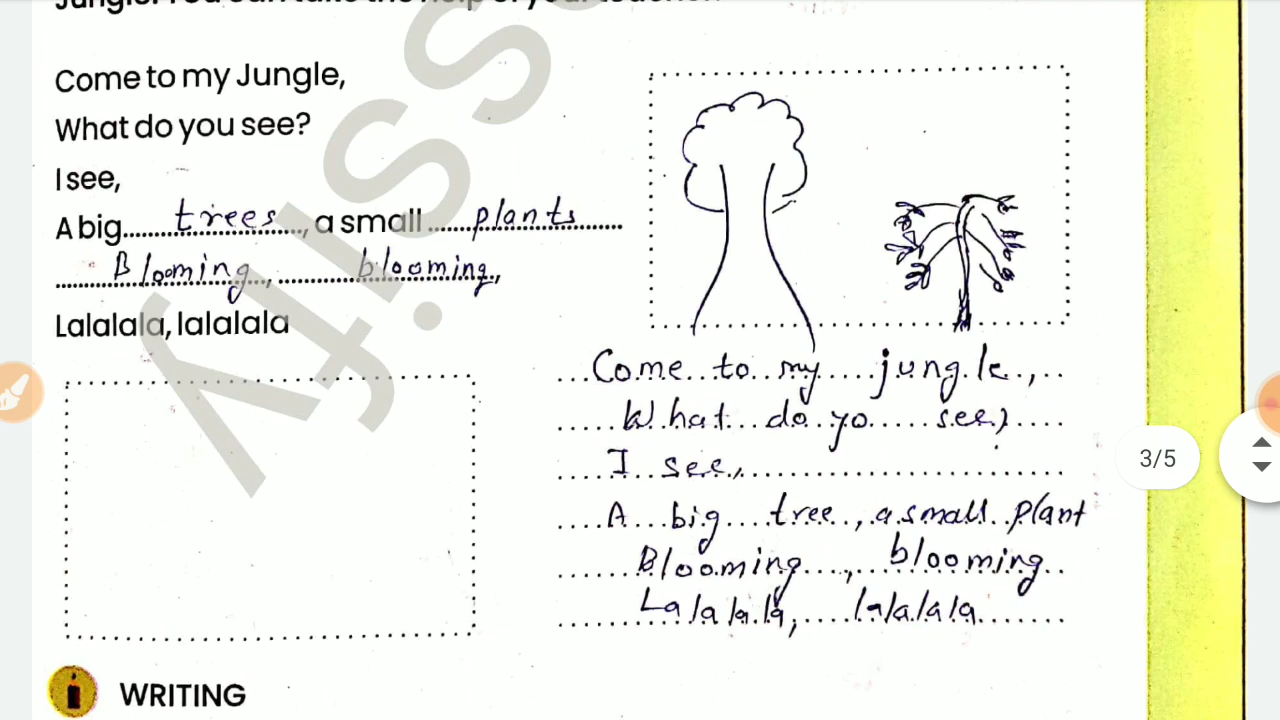 Come to my Jungle,
What do you see?
I see,
A big trees, a small plants
Blooming, blooming,
Lalalala, lalalala
Come to my jungle,
What do yo see?
I see,
A big tree, a small plant
Blooming, blooming
Lalalala, lalalala
3/5
WRITING